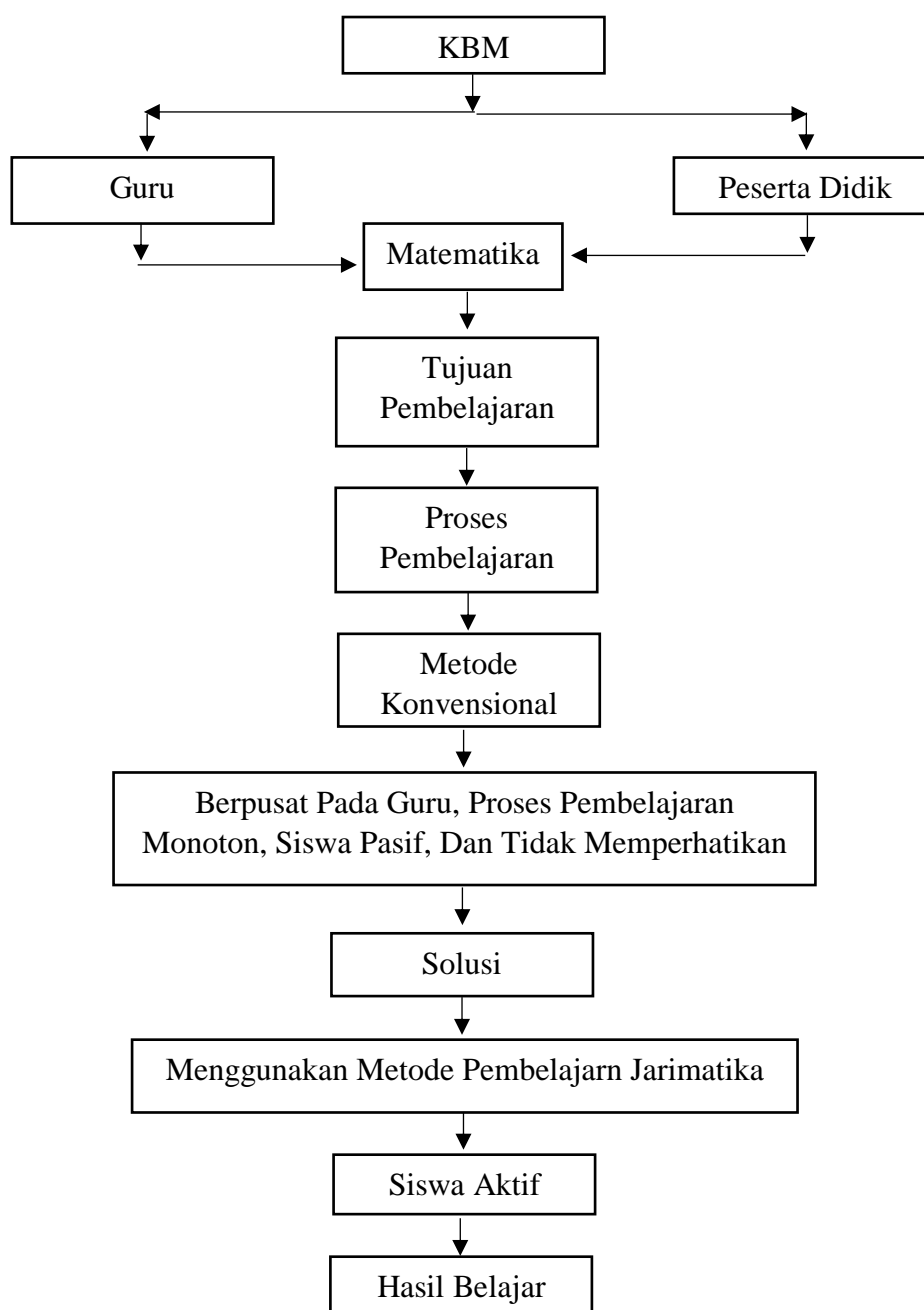 KBM
Guru
Peserta Didik
Matematika
Tujuan
Pembelajaran
Proses
Pembelajaran
Metode
Konvensional
Berpusat Pada Guru, Proses Pembelajaran
Monoton, Siswa Pasif, Dan Tidak Memperhatikan
Solusi
Menggunakan Metode Pembelajarn Jarimatika
Siswa Aktif
Hasil Belajar